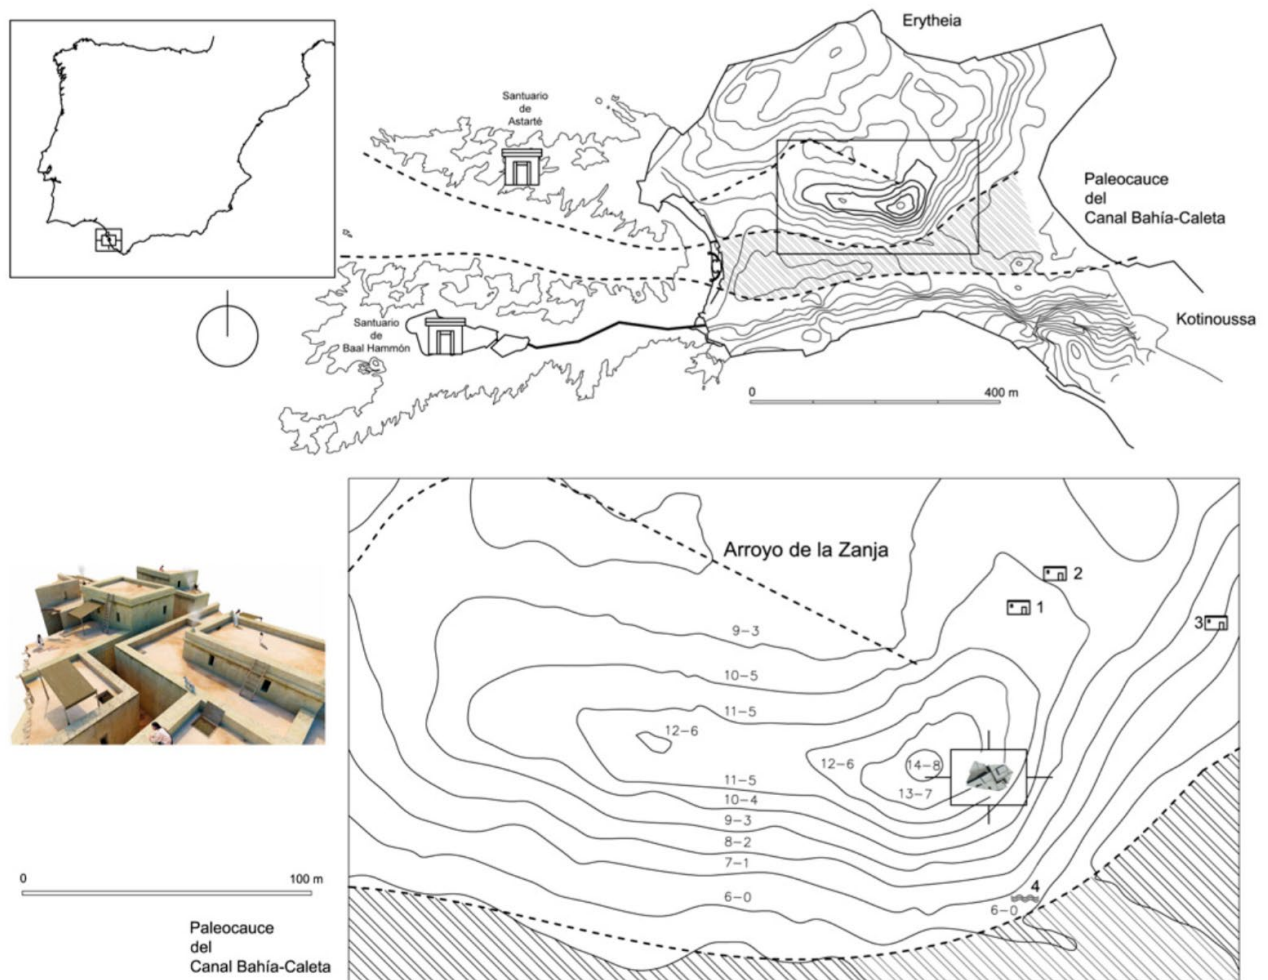 Erytheia
Santuario
de
Astarté
Paleocauce
del
Canal Bahía-Caleta
Kotinoussa
Santuario
de
Baal Hammón
0
400 m
Arroyo de la Zanja
2
1
3
9-3
10-5
11-5
12-6
12-6
14-8
13-7
11-5
10-4
9-3
8-2
7-1
6-0
4
6-0
0
100 m
Paleocauce
del
Canal Bahía-Caleta